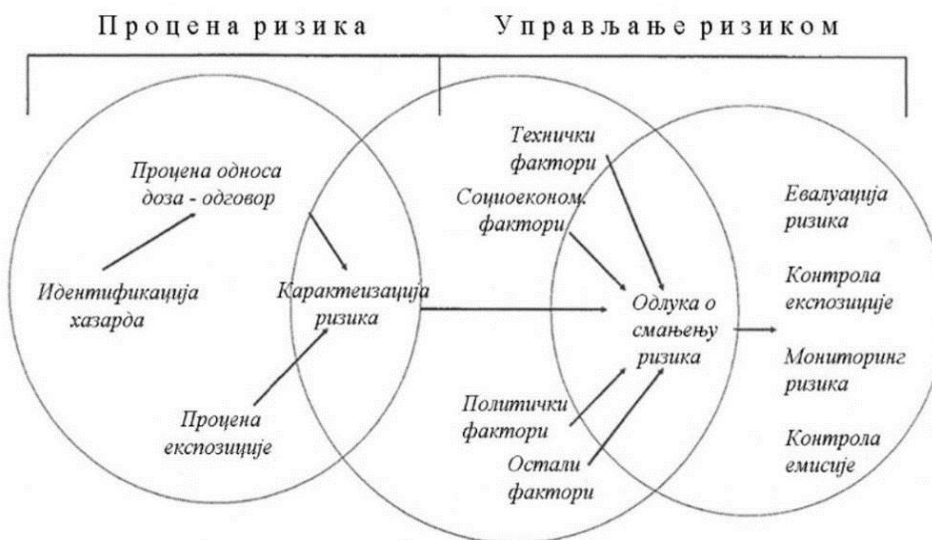 Процена ризика
Управљање ризиком
Процена односа
доза - одговор
Идентификација
хазарда
Карактеизација
ризика
Процена
експозиције
Технички
фактори
Социоеконом.
фактори
Одлука о
смањењу
ризика
Политички
фактори
Остали
фактори
Евалуација
ризика
Контрола
експозиције
Мониторинг
ризика
Контрола
емисије